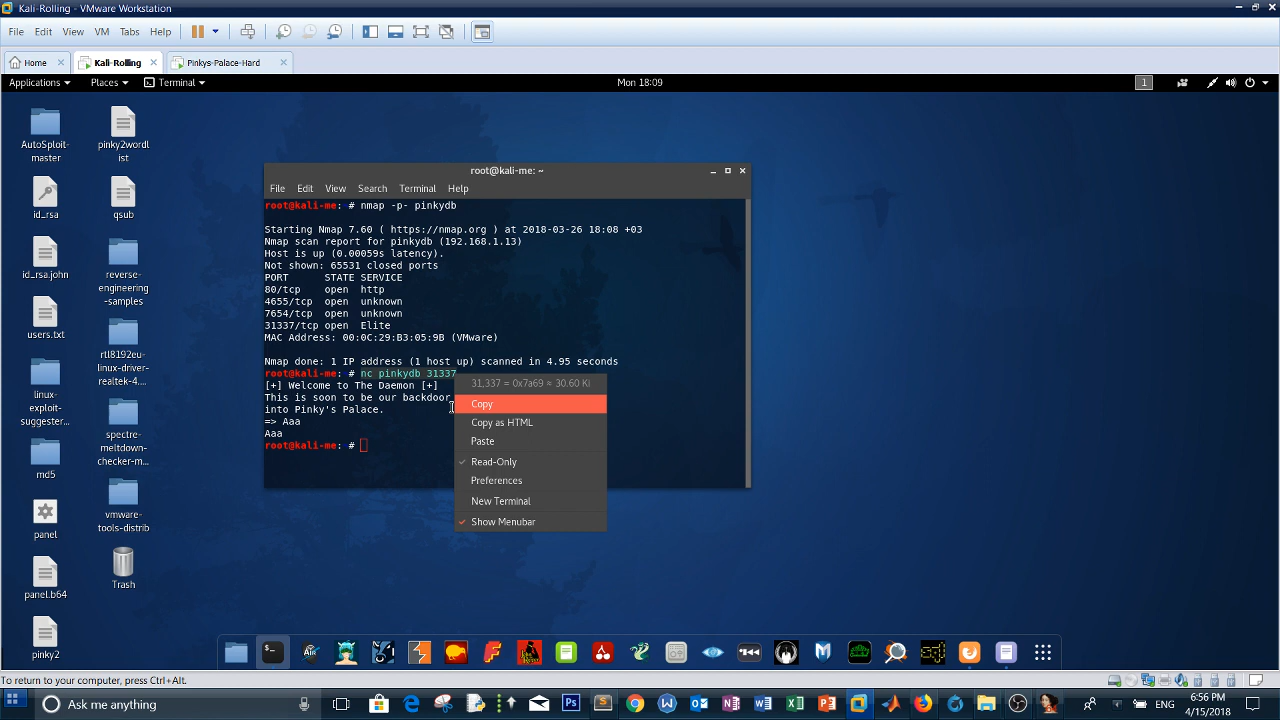 Kali-Rolling - VMware Workstation
File Edit View VM Tabs Help
Home Kali-Rolling Pinkys-Palace-Hard
Applications Places Terminal Mon 18:09 1
AutoSploit-
master
pinky2wordl
ist
id_rsa
qsub
id_rsa.john
reverse-
engineering
-samples
users.txt
rtl8192eu-
linux-driver-
realtek-4....
linux-
exploit-
suggester...
spectre-
meltdown-
checker-m...
md5
vmware-
tools-distrib
panel
Trash
panel.b64
pinky2
root@kali-me: ~
File Edit View Search Terminal Help
root@kali-me: # nmap -p- pinkydb
Starting Nmap 7.60 ( https://nmap.org ) at 2018-03-26 18:08 +03
Nmap scan report for pinkydb (192.168.1.13)
Host is up (0.00059s latency).
Not shown: 65531 closed ports
PORT STATE SERVICE
80/tcp open http
4655/tcp open unknown
7654/tcp open unknown
31337/tcp open Elite
MAC Address: 00:0C:29:B3:05:9B (VMware)
Nmap done: 1 IP address (1 host up) scanned in 4.95 seconds
root@kali-me: # nc pinkydb 31337
[+] Welcome to The Daemon [+]
This is soon to be our backdoor
into Pinky's Palace.
=> Aaa
Aaa
root@kali-me: #
31,337 = 0x7a69 ≈ 30.60 Ki
Copy
Copy as HTML
Paste
Read-Only
Preferences
New Terminal
Show Menubar
To return to your computer, press Ctrl+Alt.
Ask me anything
ENG
6:56 PM
4/15/2018